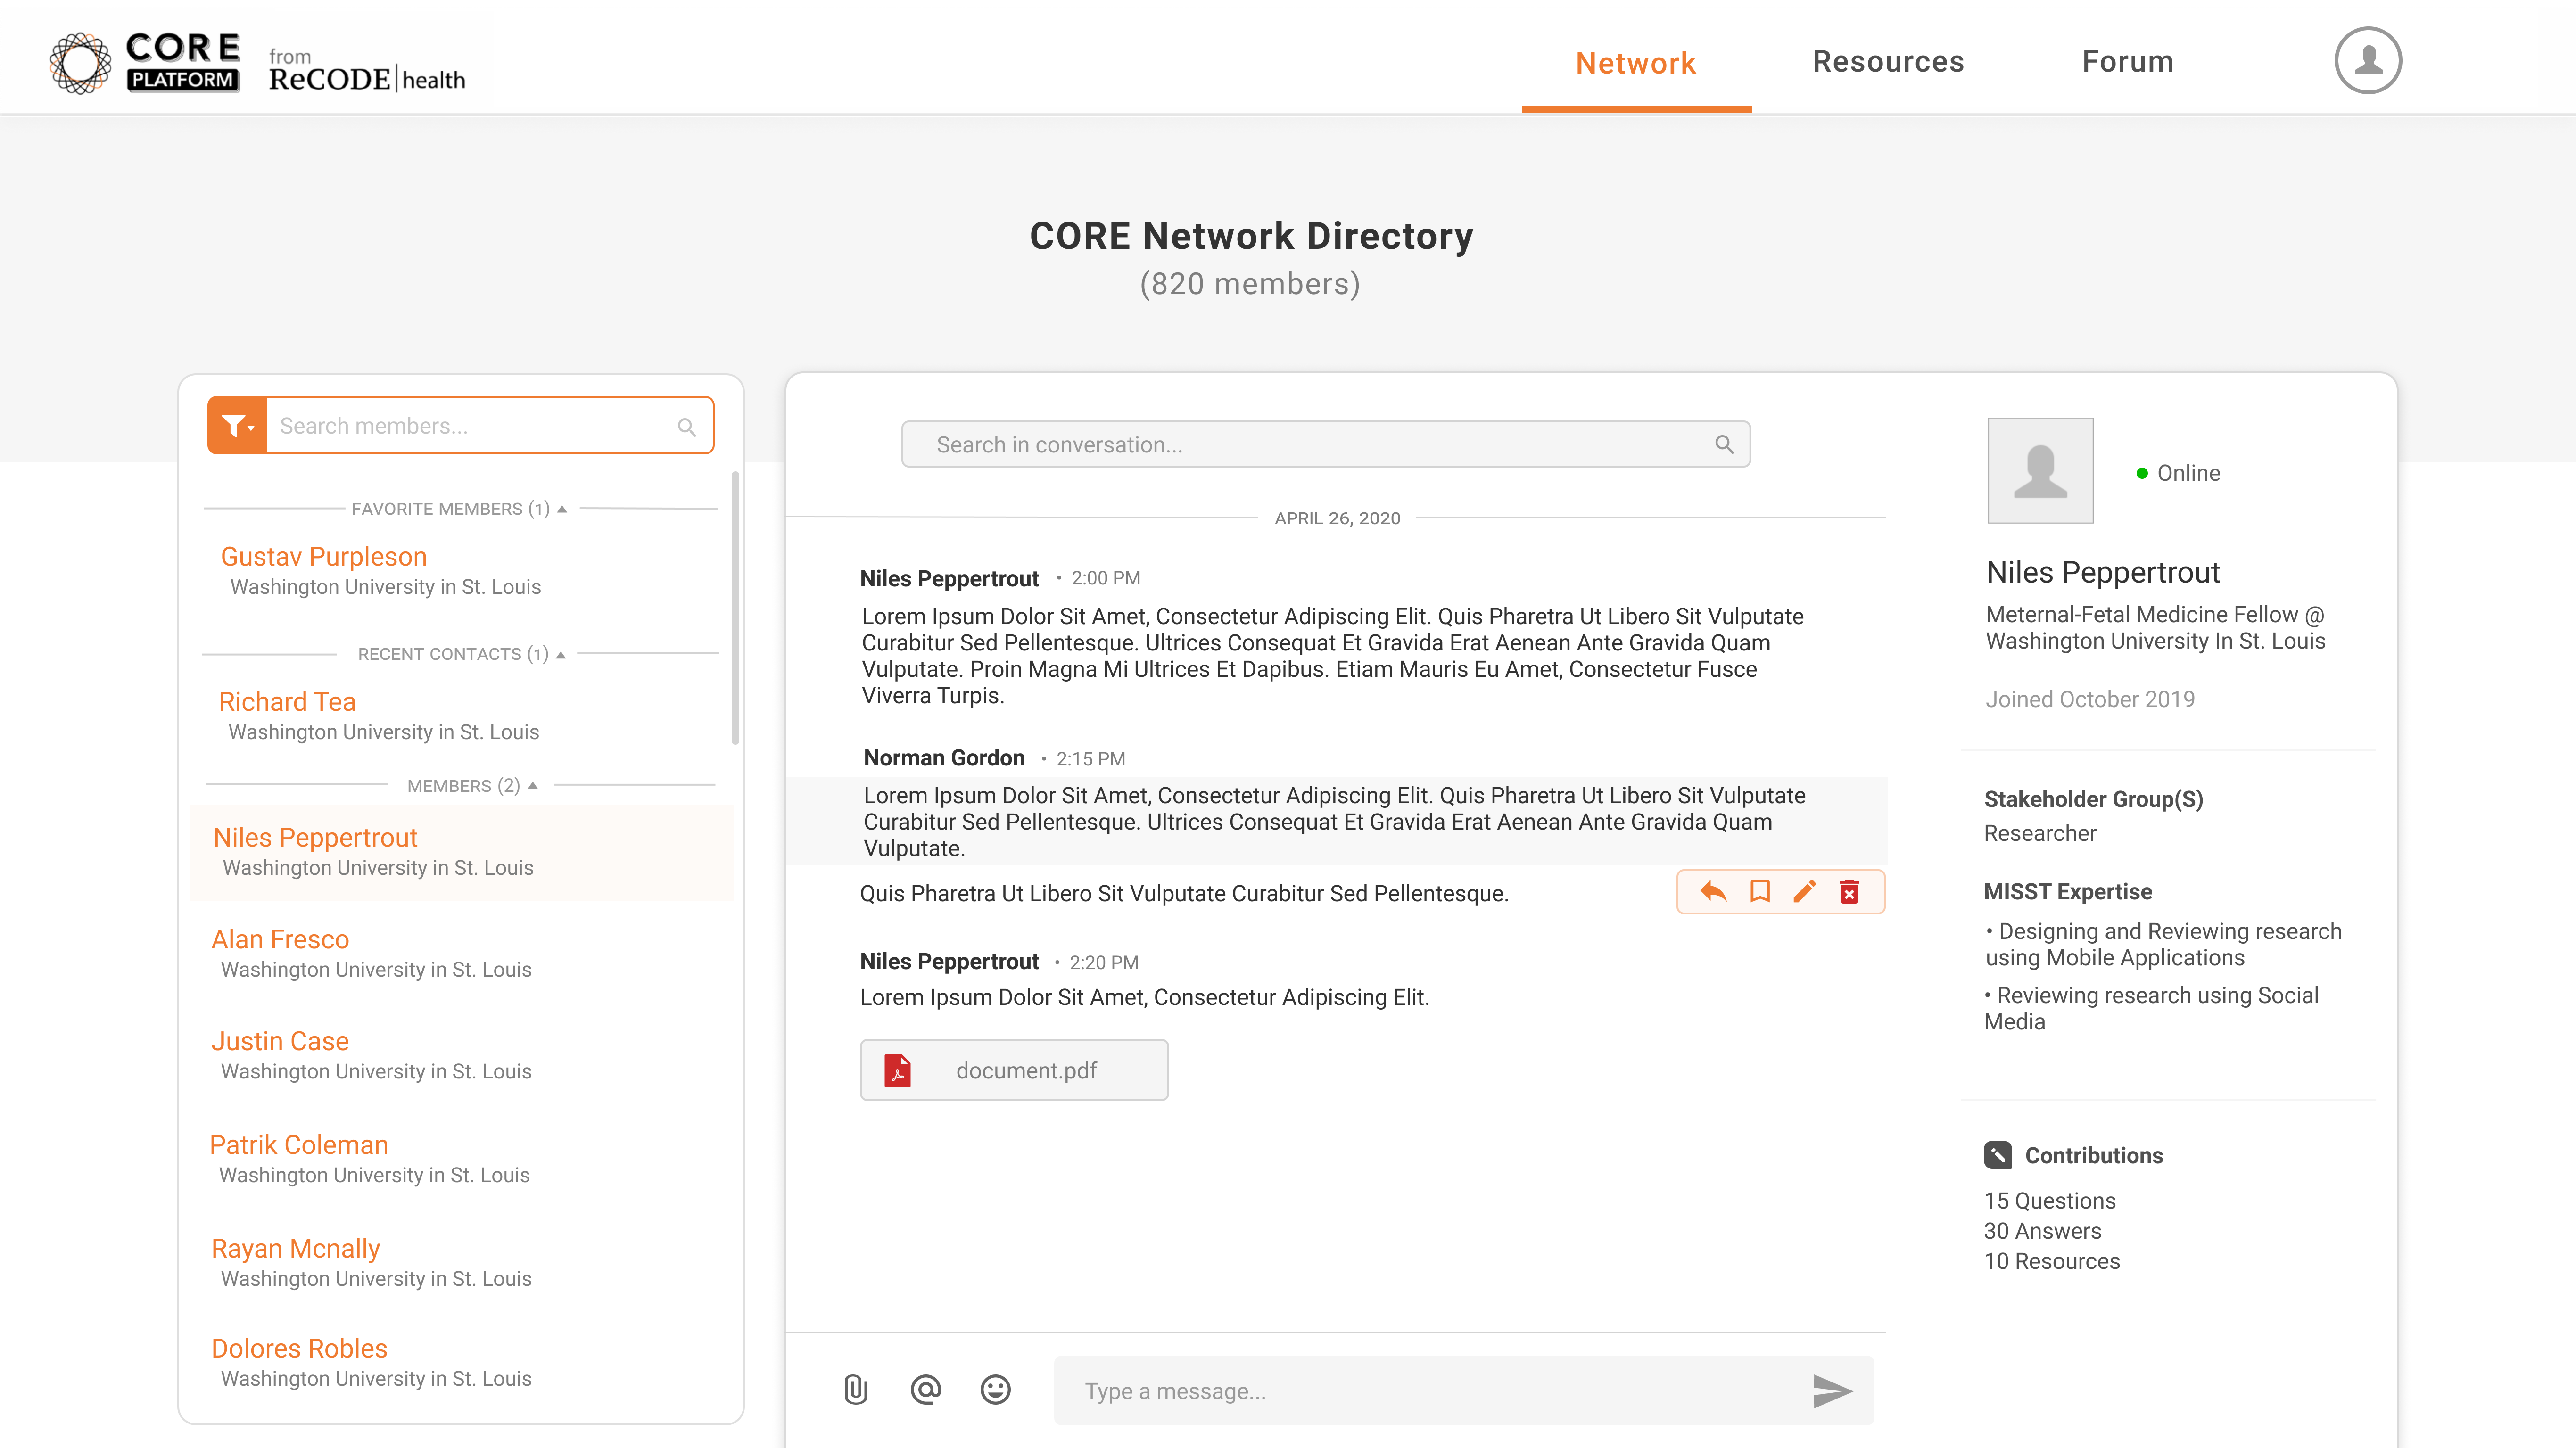 CORE
PLATFORM
from
ReCODE health
Network
Resources
Forum
CORE Network Directory
(820 members)
Search members...
FAVORITE MEMBERS (1)
Gustav Purpleson
Washington University in St. Louis
RECENT CONTACTS (1)
Richard Tea
Washington University in St. Louis
MEMBERS (2)
Niles Peppertrout
Washington University in St. Louis
Alan Fresco
Washington University in St. Louis
Justin Case
Washington University in St. Louis
Patrik Coleman
Washington University in St. Louis
Rayan Mcnally
Washington University in St. Louis
Dolores Robles
Washington University in St. Louis
Search in conversation...
APRIL 26, 2020
Niles Peppertrout • 2:00 PM
Lorem Ipsum Dolor Sit Amet, Consectetur Adipiscing Elit. Quis Pharetra Ut Libero Sit Vulputate
Curabitur Sed Pellentesque. Ultrices Consequat Et Gravida Erat Aenean Ante Gravida Quam
Vulputate. Proin Magna Mi Ultrices Et Dapibus. Etiam Mauris Eu Amet, Consectetur Fusce
Viverra Turpis.
Norman Gordon • 2:15 PM
Lorem Ipsum Dolor Sit Amet, Consectetur Adipiscing Elit. Quis Pharetra Ut Libero Sit Vulputate
Curabitur Sed Pellentesque. Ultrices Consequat Et Gravida Erat Aenean Ante Gravida Quam
Vulputate.
Quis Pharetra Ut Libero Sit Vulputate Curabitur Sed Pellentesque.
Niles Peppertrout • 2:20 PM
Lorem Ipsum Dolor Sit Amet, Consectetur Adipiscing Elit.
document.pdf
Type a message...
Online
Niles Peppertrout
Meternal-Fetal Medicine Fellow @
Washington University In St. Louis
Joined October 2019
Stakeholder Group(S)
Researcher
MISST Expertise
• Designing and Reviewing research
using Mobile Applications
• Reviewing research using Social
Media
Contributions
15 Questions
30 Answers
10 Resources